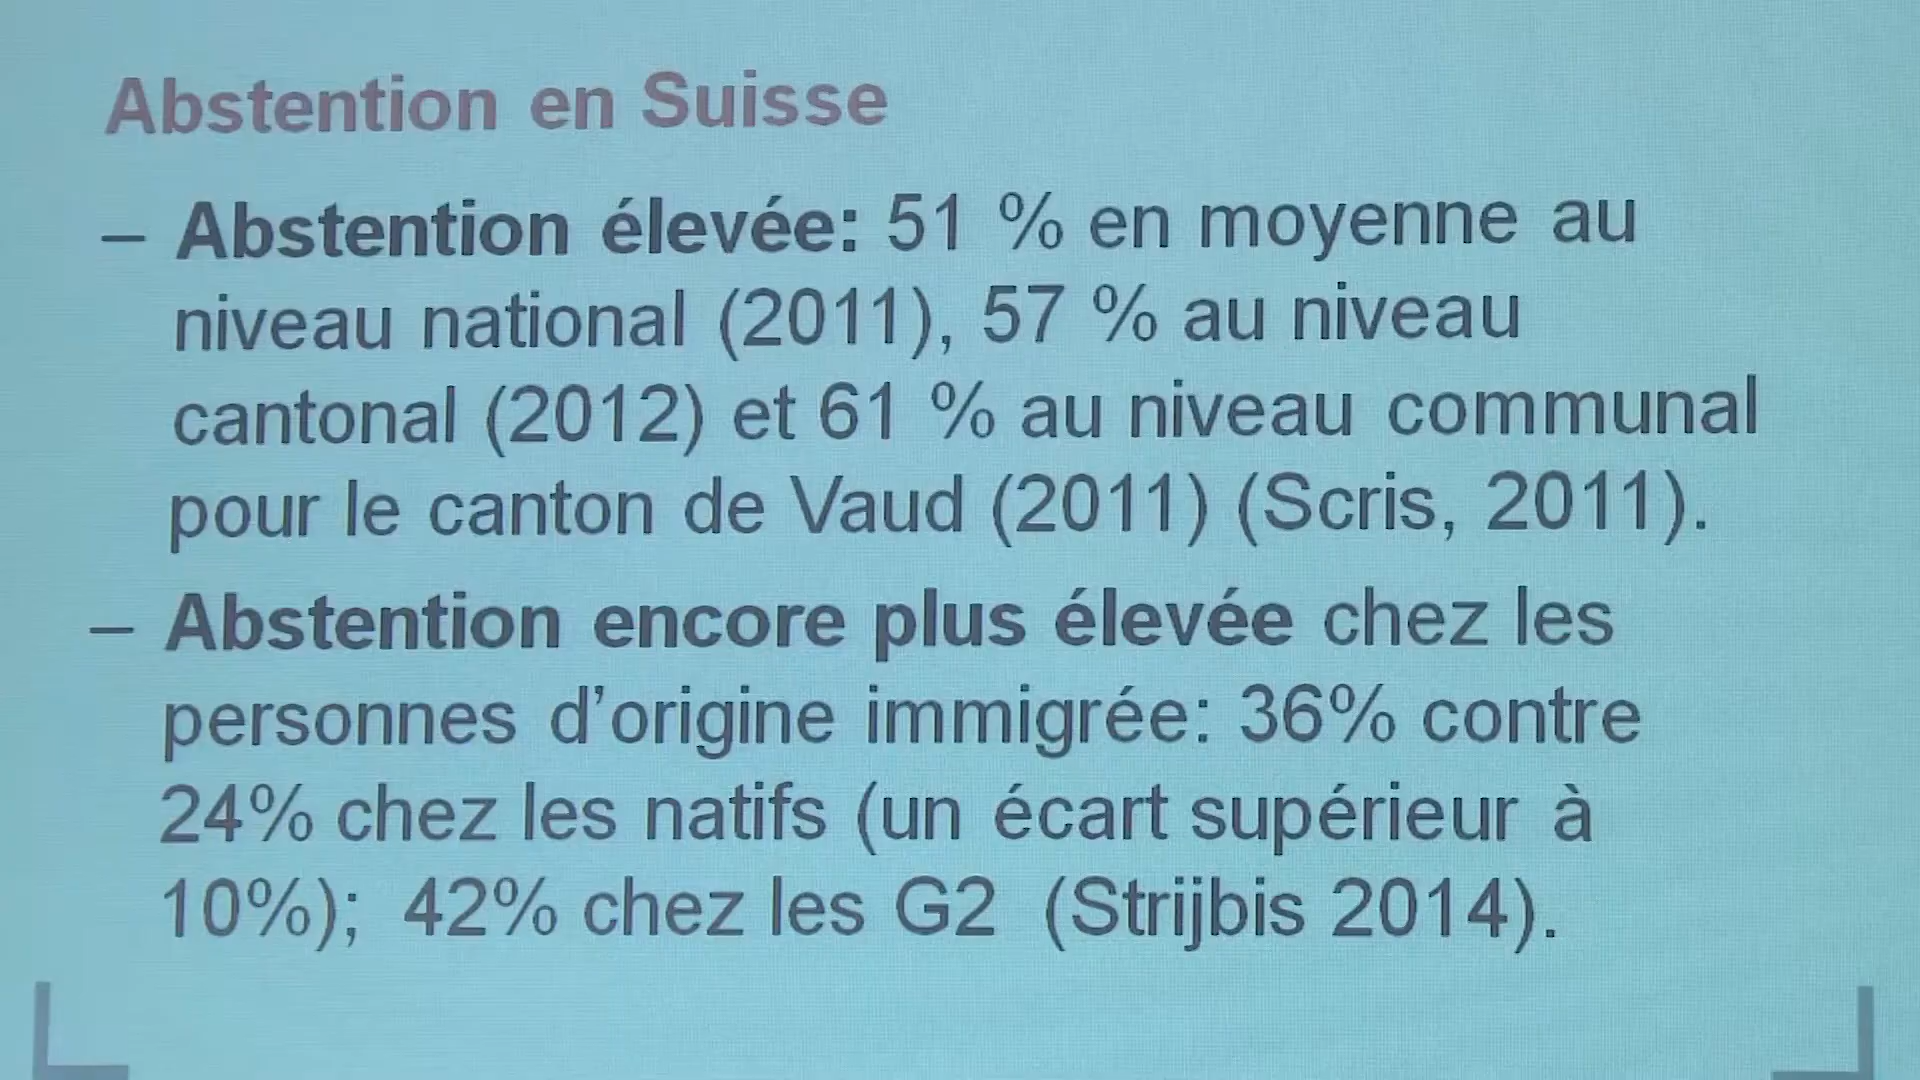 Abstention en Suisse
– Abstention élevée: 51 % en moyenne au
niveau national (2011), 57 % au niveau
cantonal (2012) et 61 % au niveau communal
pour le canton de Vaud (2011) (Scris, 2011).
– Abstention encore plus élevée chez les
personnes d’origine immigrée: 36% contre
24% chez les natifs (un écart supérieur à
10%); 42% chez les G2 (Strijbis 2014).